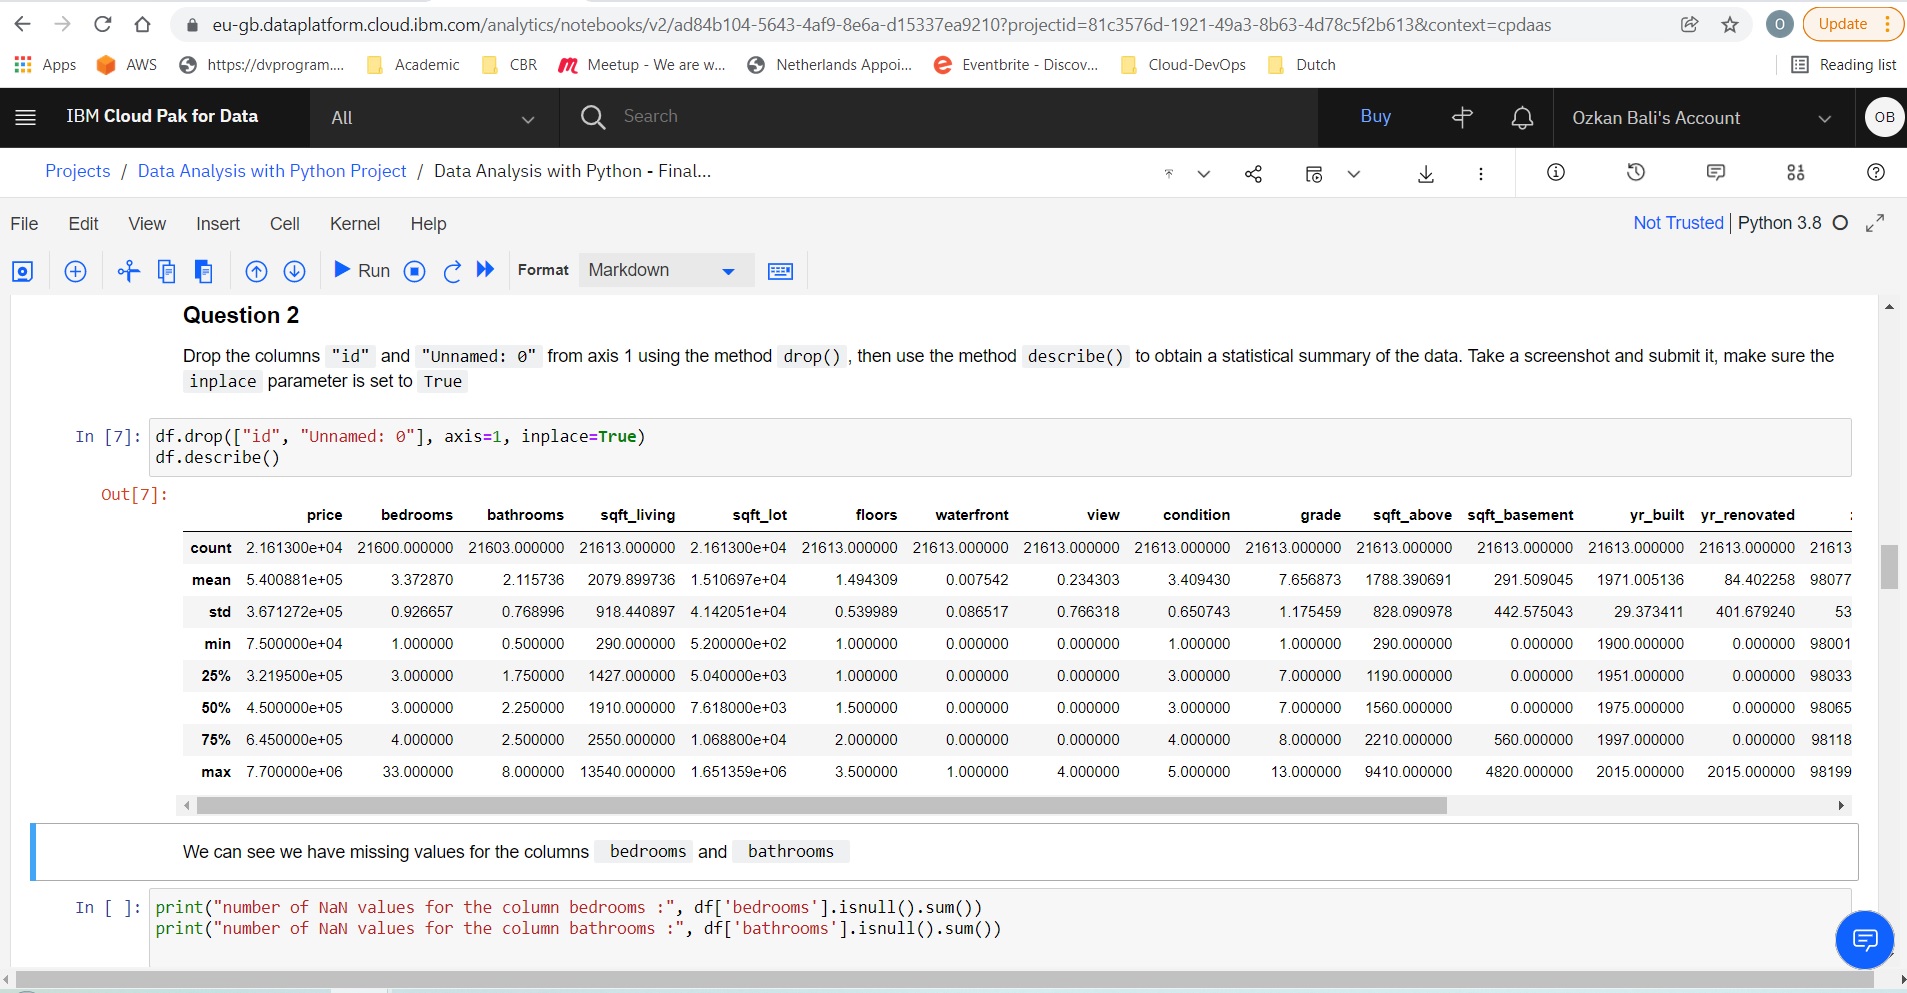 eu-gb.dataplatform.cloud.ibm.com/analytics/notebooks/v2/ad84b104-5643-4af9-8e6a-d15337ea9210?projectid=81c3576d-1921-49a3-8b63-4d78c5f2b613&context=cpdaas O Update
Apps AWS https://dvprogram.... Academic CBR Meetup - We are w... Netherlands Appoi... Eventbrite - Discov... Cloud-DevOps Dutch Reading list
IBM Cloud Pak for Data All Search Buy Ozkan Bali's Account OB
Projects / Data Analysis with Python Project / Data Analysis with Python - Final...
File Edit View Insert Cell Kernel Help Not Trusted | Python 3.8
Run Format Markdown
Question 2
Drop the columns "id" and "Unnamed: 0" from axis 1 using the method drop() , then use the method describe() to obtain a statistical summary of the data. Take a screenshot and submit it, make sure the
inplace parameter is set to True
In [7]: df.drop(["id", "Unnamed: 0"], axis=1, inplace=True)
df.describe()
Out[7]:
price bedrooms bathrooms sqft_living sqft_lot floors waterfront view condition grade sqft_above sqft_basement yr_built yr_renovated
count 2.161300e+04 21600.000000 21603.000000 21613.000000 2.161300e+04 21613.000000 21613.000000 21613.000000 21613.000000 21613.000000 21613.000000 21613.000000 21613.000000 21613.000000 21613
mean 5.400881e+05 3.372870 2.115736 2079.899736 1.510697e+04 1.494309 0.007542 0.234303 3.409430 7.656873 1788.390691 291.509045 1971.005136 84.402258 98077
std 3.671272e+05 0.926657 0.768996 918.440897 4.142051e+04 0.539989 0.086517 0.766318 0.650743 1.175459 828.090978 442.575043 29.373411 401.679240 53
min 7.500000e+04 1.000000 0.500000 290.000000 5.200000e+02 1.000000 0.000000 0.000000 1.000000 1.000000 290.000000 0.000000 1900.000000 0.000000 98001
25% 3.219500e+05 3.000000 1.750000 1427.000000 5.040000e+03 1.000000 0.000000 0.000000 3.000000 7.000000 1190.000000 0.000000 1951.000000 0.000000 98033
50% 4.500000e+05 3.000000 2.250000 1910.000000 7.618000e+03 1.500000 0.000000 0.000000 3.000000 7.000000 1560.000000 0.000000 1975.000000 0.000000 98065
75% 6.450000e+05 4.000000 2.500000 2550.000000 1.068800e+04 2.000000 0.000000 0.000000 4.000000 8.000000 2210.000000 560.000000 1997.000000 0.000000 98118
max 7.700000e+06 33.000000 8.000000 13540.000000 1.651359e+06 3.500000 1.000000 4.000000 5.000000 13.000000 9410.000000 4820.000000 2015.000000 2015.000000 98199
We can see we have missing values for the columns bedrooms and bathrooms
In [ ]: print("number of NaN values for the column bedrooms :", df['bedrooms'].isnull().sum())
print("number of NaN values for the column bathrooms :", df['bathrooms'].isnull().sum())